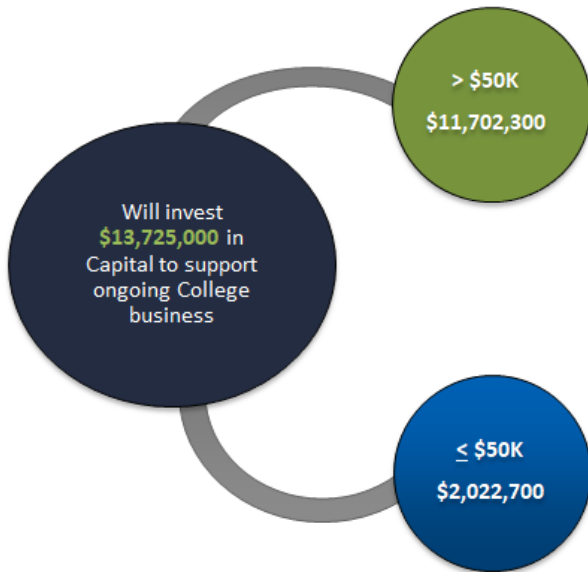 > $50K
$11,702,300
Will invest
$13,725,000 in
Capital to support
ongoing College
business
≤ $50K
$2,022,700